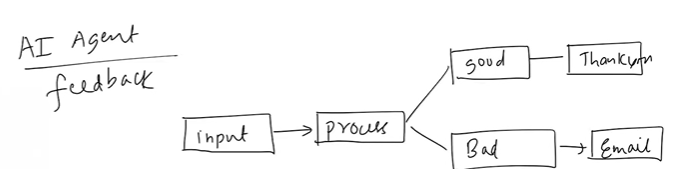 AI Agent
feedback
input
process
good
Thankyou
Bad
Email